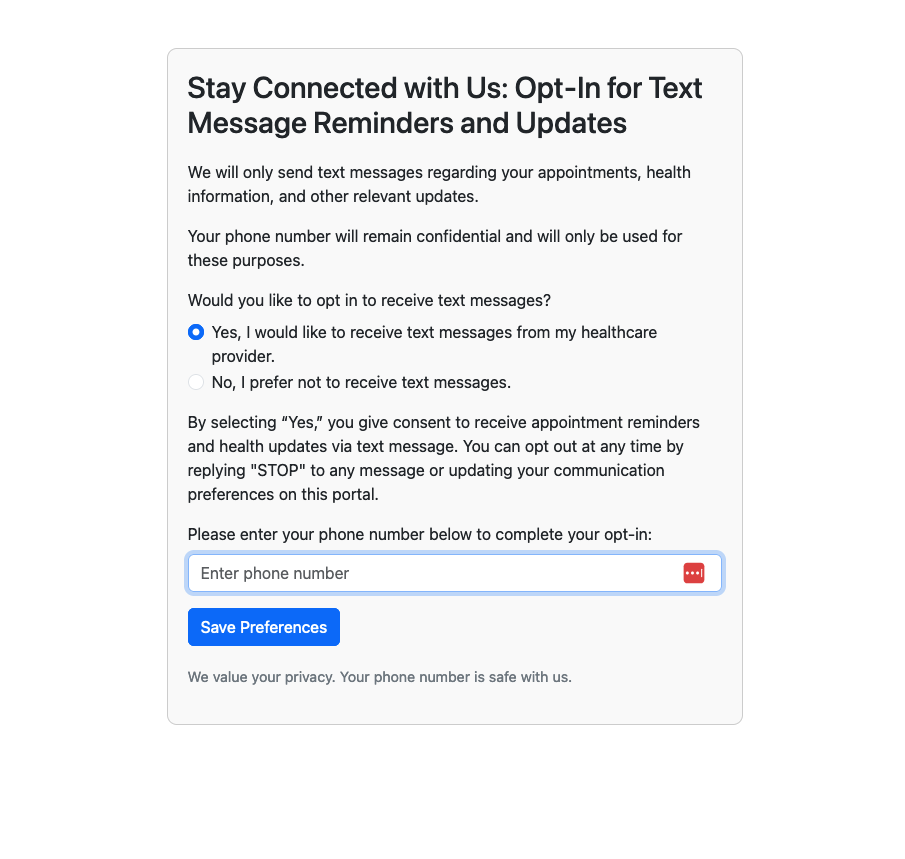 Stay Connected with Us: Opt-In for Text
Message Reminders and Updates
We will only send text messages regarding your appointments, health
information, and other relevant updates.
Your phone number will remain confidential and will only be used for
these purposes.
Would you like to opt in to receive text messages?
Yes, I would like to receive text messages from my healthcare
provider.
No, I prefer not to receive text messages.
By selecting “Yes,” you give consent to receive appointment reminders
and health updates via text message. You can opt out at any time by
replying "STOP" to any message or updating your communication
preferences on this portal.
Please enter your phone number below to complete your opt-in:
Enter phone number
Save Preferences
We value your privacy. Your phone number is safe with us.